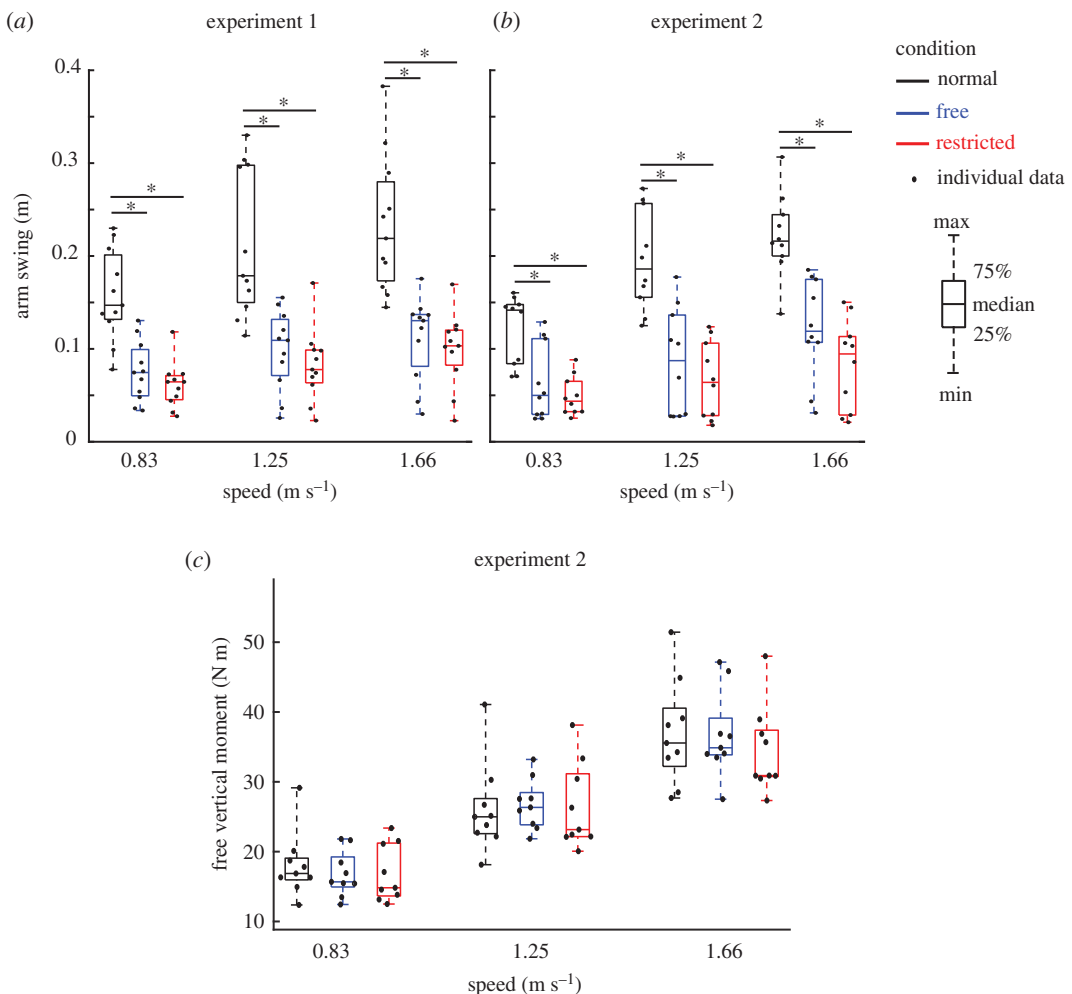 (a) experiment 1
(b) experiment 2
condition
normal
free
restricted
individual data
max
75%
median
25%
min
* * * * * *
* * * * * *
0.4
0.3
0.2
0.1
0
arm swing (m)
0.83 1.25 1.66
speed (m s⁻¹)
0.83 1.25 1.66
speed (m s⁻¹)
(c) experiment 2
50
40
30
20
10
free vertical moment (N m)
0.83 1.25 1.66
speed (m s⁻¹)